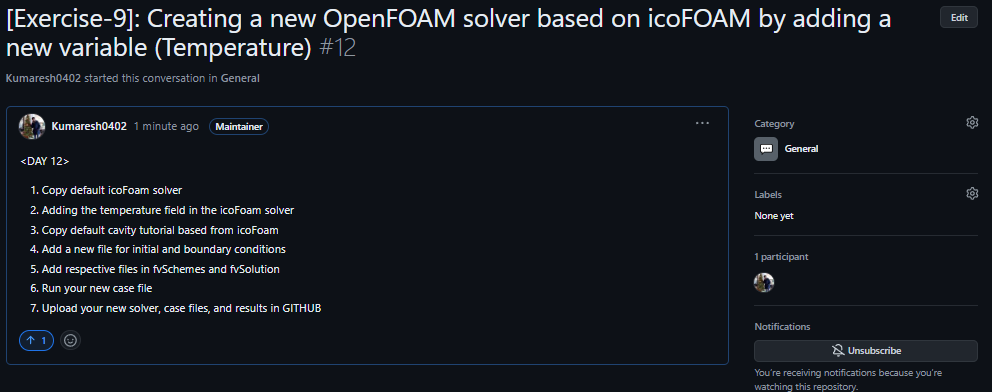 [Exercise-9]: Creating a new OpenFOAM solver based on icoFOAM by adding a
new variable (Temperature) #12
Edit
Kumaresh0402 started this conversation in General
Kumaresh0402 1 minute ago Maintainer
<DAY 12>
1. Copy default icoFoam solver
2. Adding the temperature field in the icoFoam solver
3. Copy default cavity tutorial based from icoFoam
4. Add a new file for initial and boundary conditions
5. Add respective files in fvSchemes and fvSolution
6. Run your new case file
7. Upload your new solver, case files, and results in GITHUB
1
Category
General
Labels
None yet
1 participant
Notifications
Unsubscribe
You're receiving notifications because you're
watching this repository.